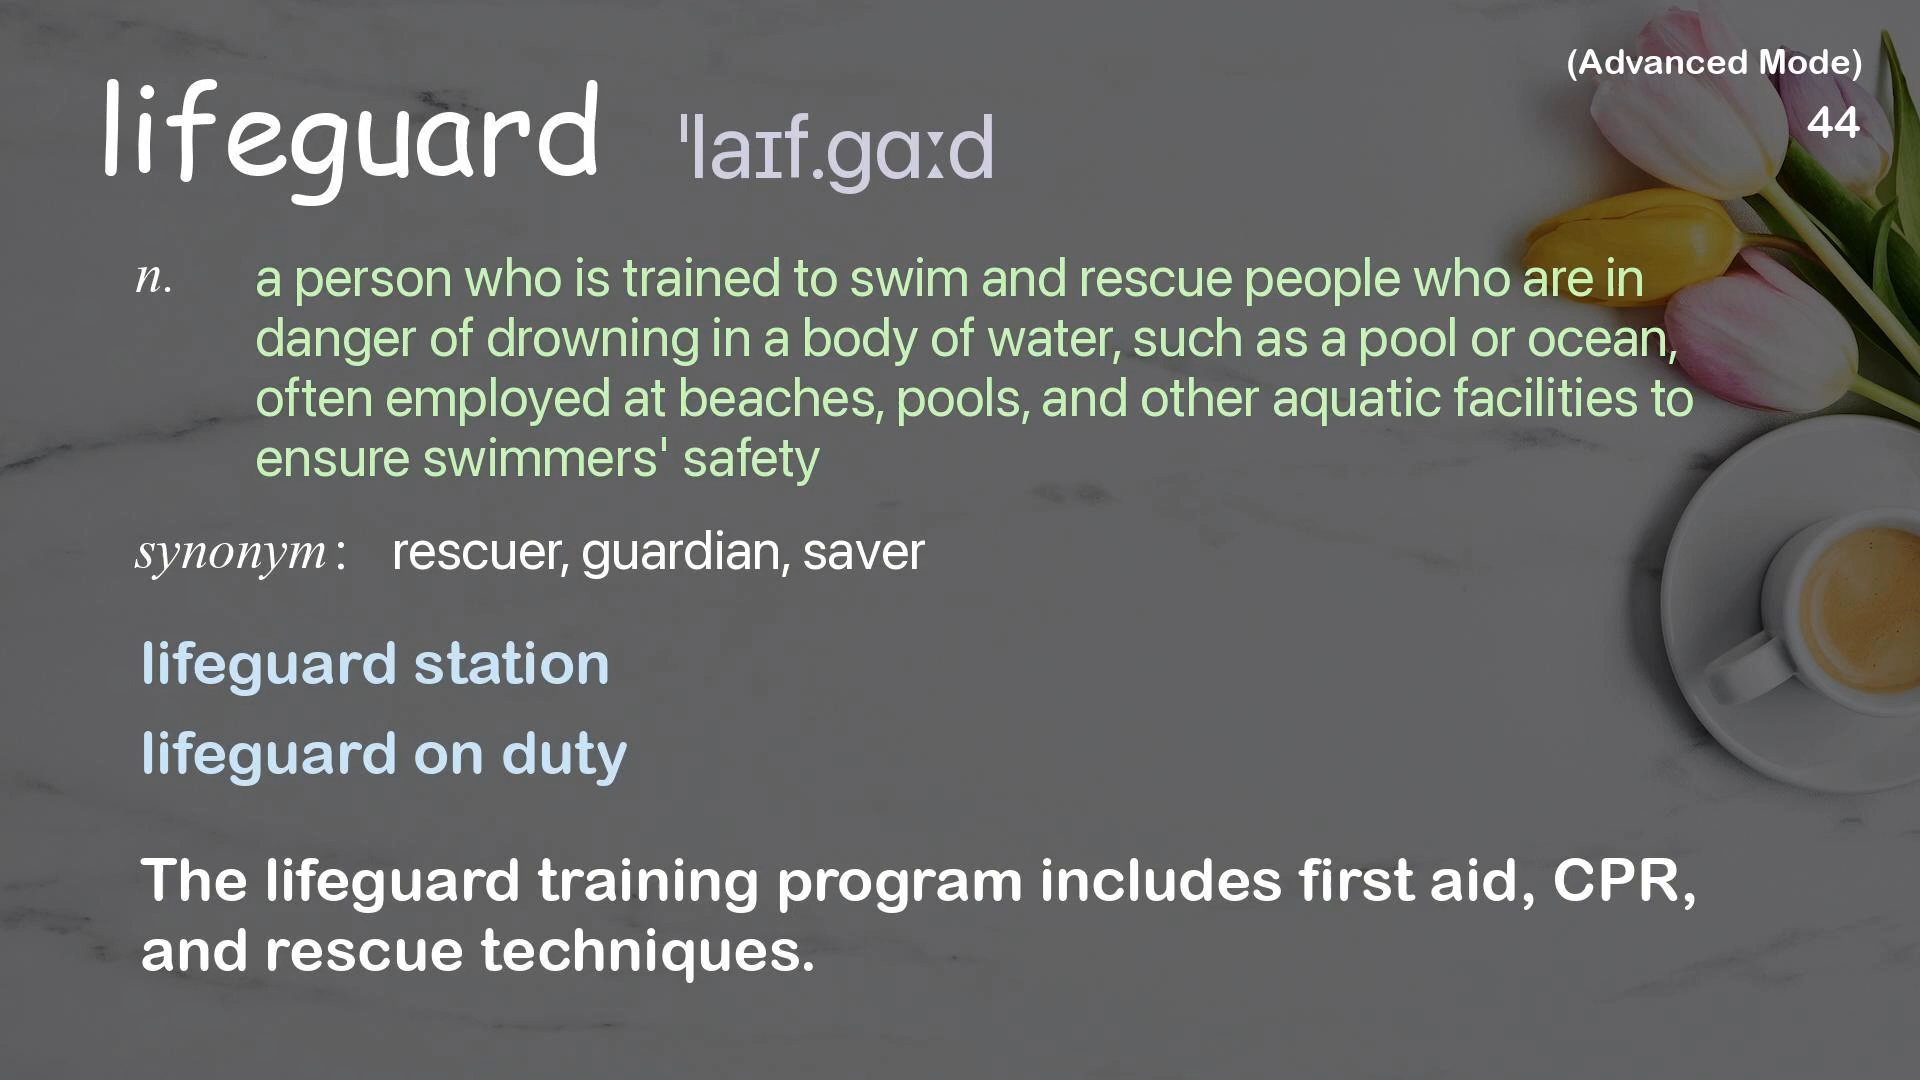 (Advanced Mode)
44
lifeguard ˈlaɪf.gɑːd
n. a person who is trained to swim and rescue people who are in
danger of drowning in a body of water, such as a pool or ocean,
often employed at beaches, pools, and other aquatic facilities to
ensure swimmers' safety
synonym: rescuer, guardian, saver
lifeguard station
lifeguard on duty
The lifeguard training program includes first aid, CPR,
and rescue techniques.